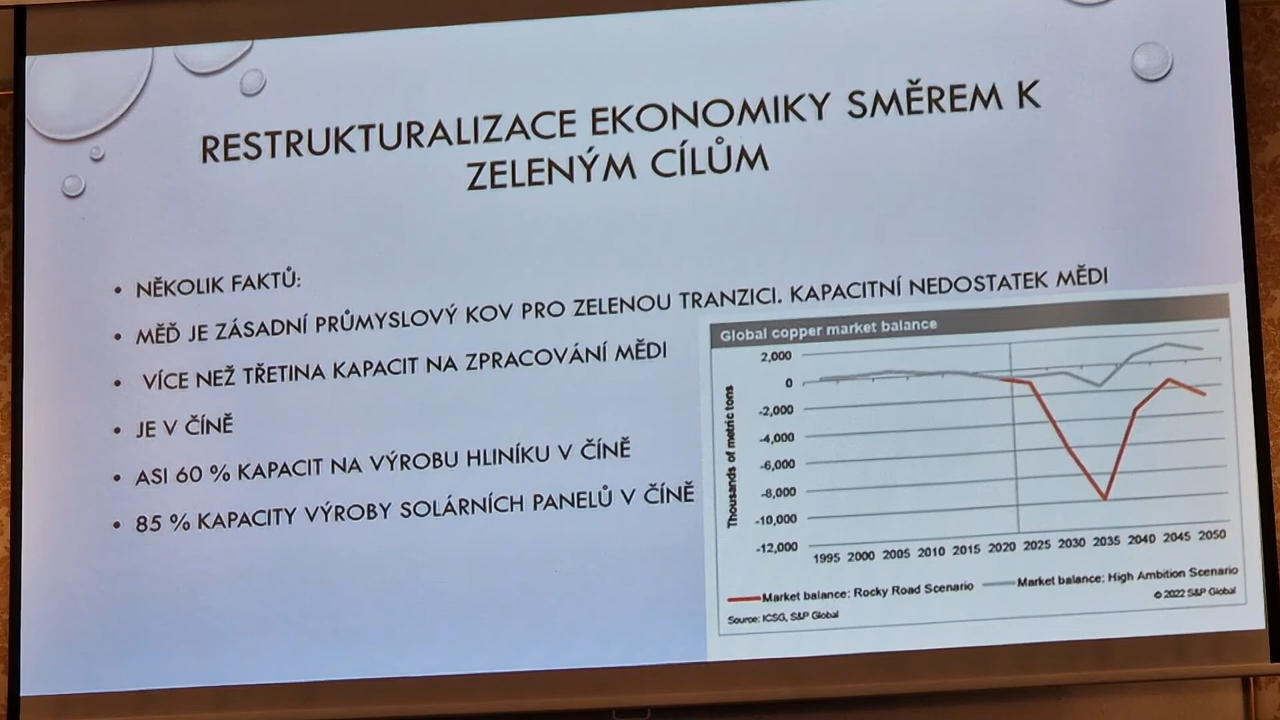 RESTRUKTURALIZACE EKONOMIKY SMĚREM K
ZELENÝM CÍLŮM
• NĚKOLIK FAKTŮ:
• MĚĎ JE ZÁSADNÍ PRŮMYSLOVÝ KOV PRO ZELENOU TRANZICI. KAPACITNÍ NEDOSTATEK MĚDI
• VÍCE NEŽ TŘETINA KAPACIT NA ZPRACOVÁNÍ MĚDI
• JE V ČÍNĚ
• ASI 60 % KAPACIT NA VÝROBU HLINÍKU V ČÍNĚ
• 85 % KAPACITY VÝROBY SOLÁRNÍCH PANELŮ V ČÍNĚ
Global copper market balance
Thousands of metric tons
2,000
0
-2,000
-4,000
-6,000
-8,000
-10,000
-12,000
1995 2000 2005 2010 2015 2020 2025 2030 2035 2040 2045 2050
Market balance: Rocky Road Scenario
Market balance: High Ambition Scenario
Source: ICSG, S&P Global
© 2022 S&P Global